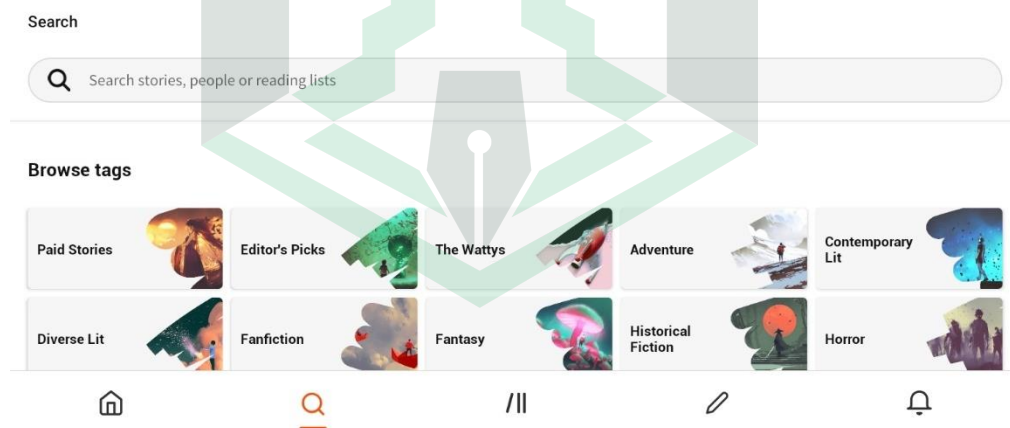 Search
Search stories, people or reading lists
Browse tags
Paid Stories
Editor's Picks
The Wattys
Adventure
Contemporary
Lit
Diverse Lit
Fanfiction
Fantasy
Historical
Fiction
Horror